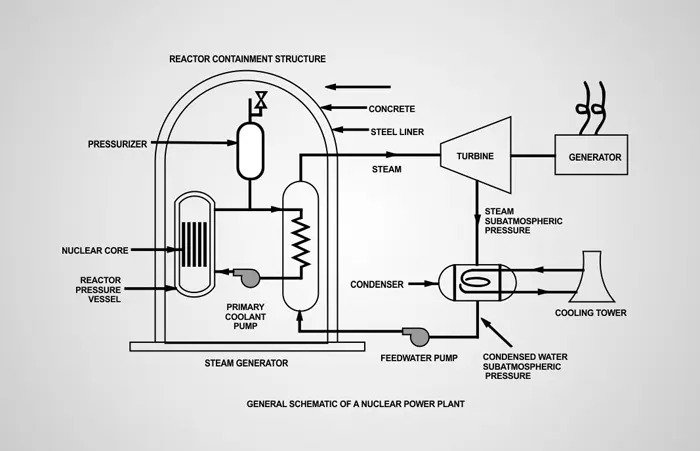 REACTOR CONTAINMENT STRUCTURE
CONCRETE
STEEL LINER
PRESSURIZER
STEAM
TURBINE
GENERATOR
STEAM
SUBATMOSPHERIC
PRESSURE
NUCLEAR CORE
REACTOR
PRESSURE
VESSEL
PRIMARY
COOLANT
PUMP
CONDENSER
COOLING TOWER
STEAM GENERATOR
FEEDWATER PUMP
CONDENSED WATER
SUBATMOSPHERIC
PRESSURE
GENERAL SCHEMATIC OF A NUCLEAR POWER PLANT